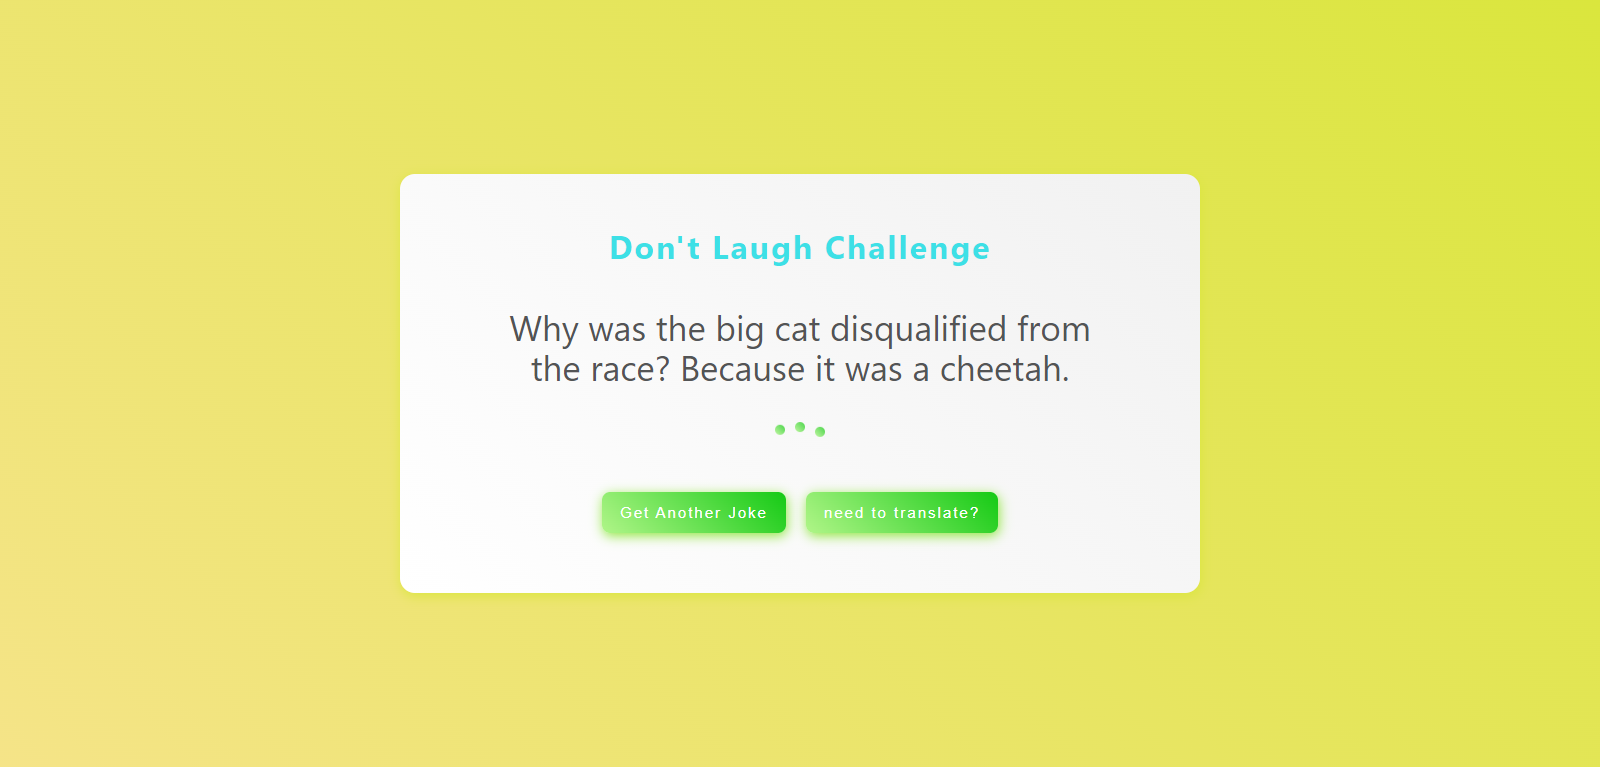 Don't Laugh Challenge
Why was the big cat disqualified from
the race? Because it was a cheetah.
Get Another Joke
need to translate?